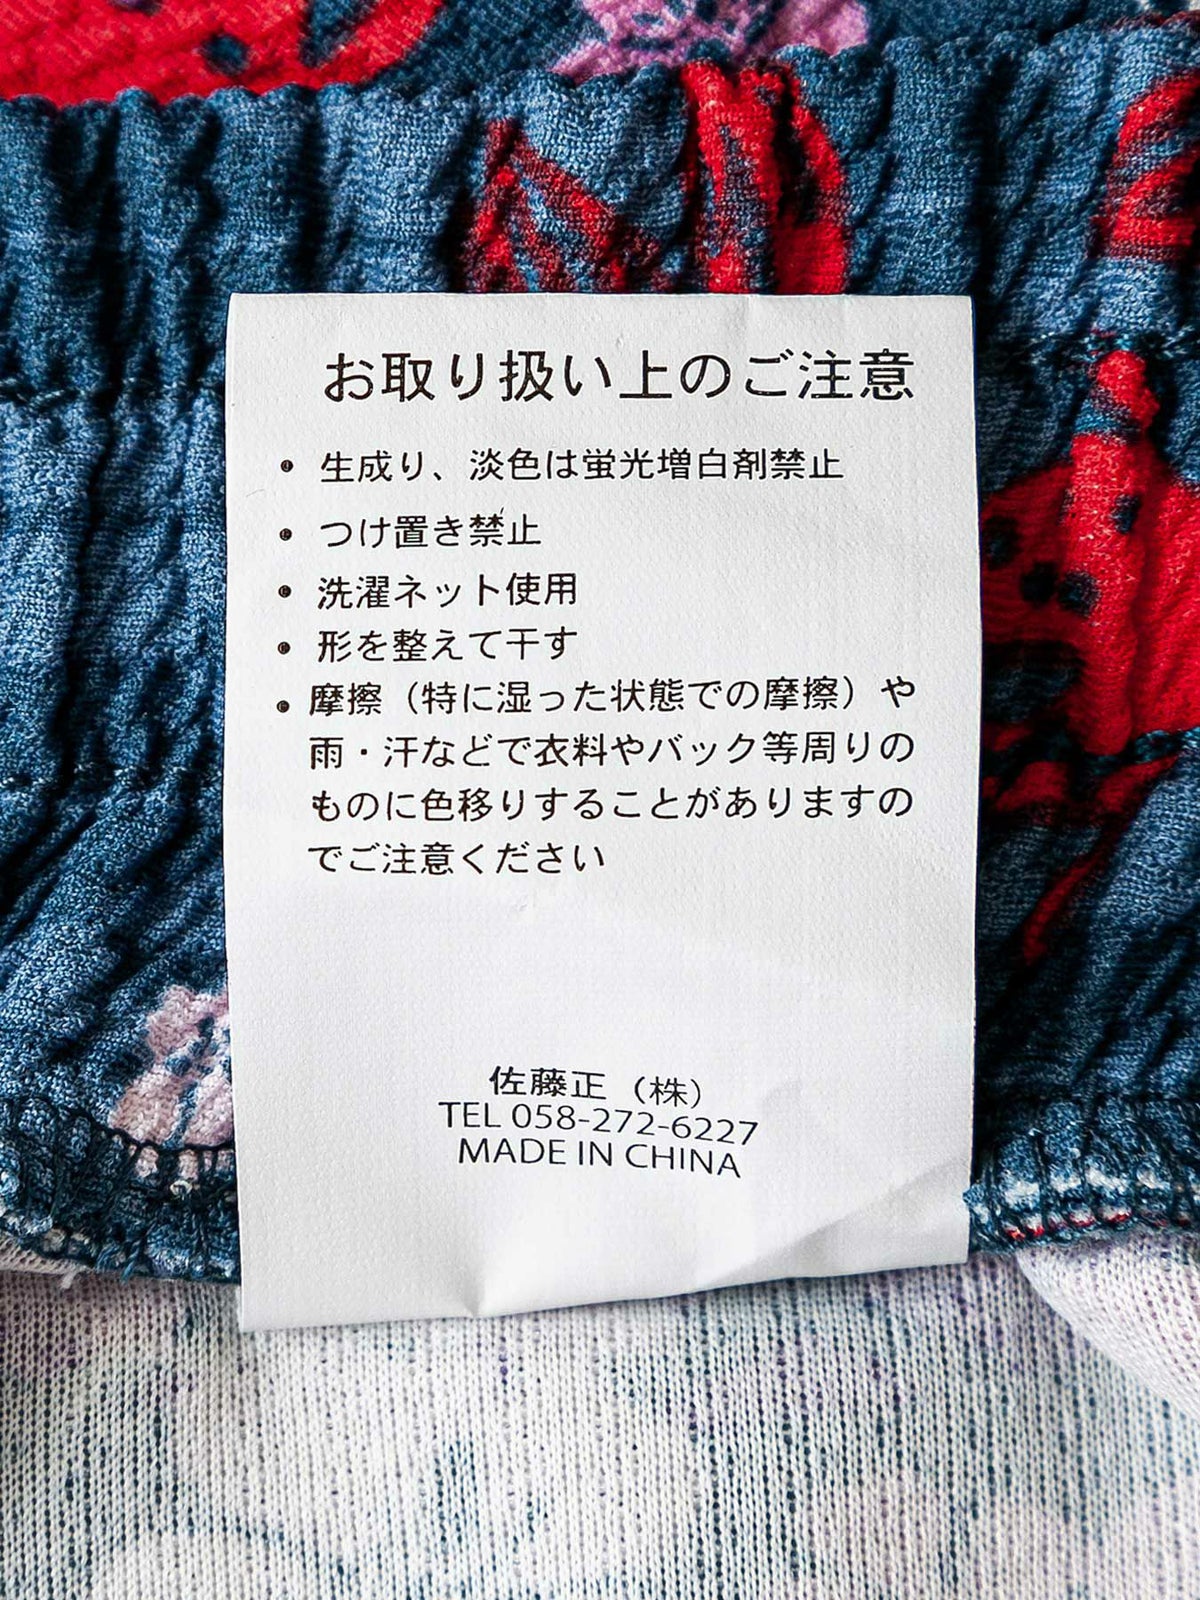 お取り扱い上のご注意
• 生成り、淡色は蛍光増白剤禁止
• つけ置き禁止
• 洗濯ネット使用
• 形を整えて干す
• 摩擦（特に湿った状態での摩擦）や
雨・汗などで衣料やバック等周りの
ものに色移りすることがありますの
でご注意ください
佐藤正（株）
TEL 058-272-6227
MADE IN CHINA